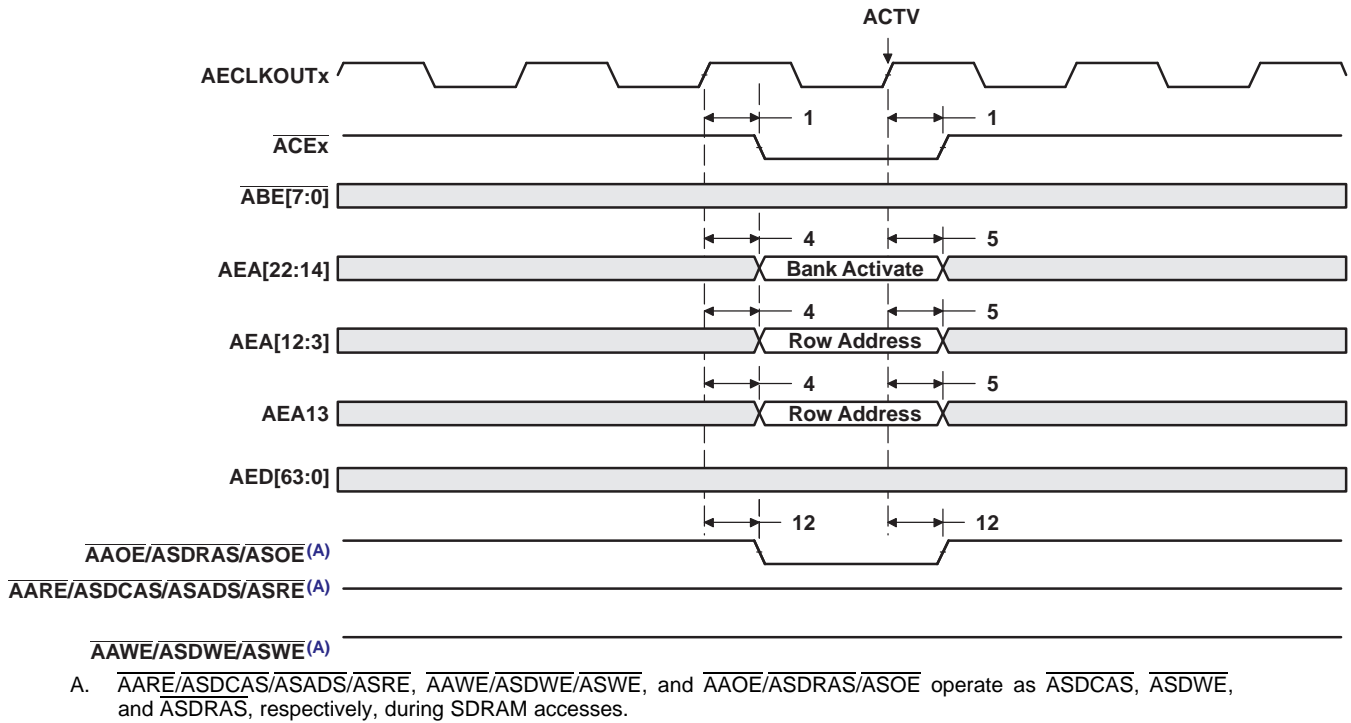 ACTV
AECLKOUTx
1 1
ACEx
ABE[7:0]
4 5
AEA[22:14] Bank Activate
4 5
AEA[12:3] Row Address
4 5
AEA13 Row Address
AED[63:0]
12 12
AAOE/ASDRAS/ASOE(A)
AARE/ASDCAS/ASADS/ASRE(A)
AAWE/ASDWE/ASWE(A)
A. AARE/ASDCAS/ASADS/ASRE, AAWE/ASDWE/ASWE, and AAOE/ASDRAS/ASOE operate as ASDCAS, ASDWE,
and ASDRAS, respectively, during SDRAM accesses.